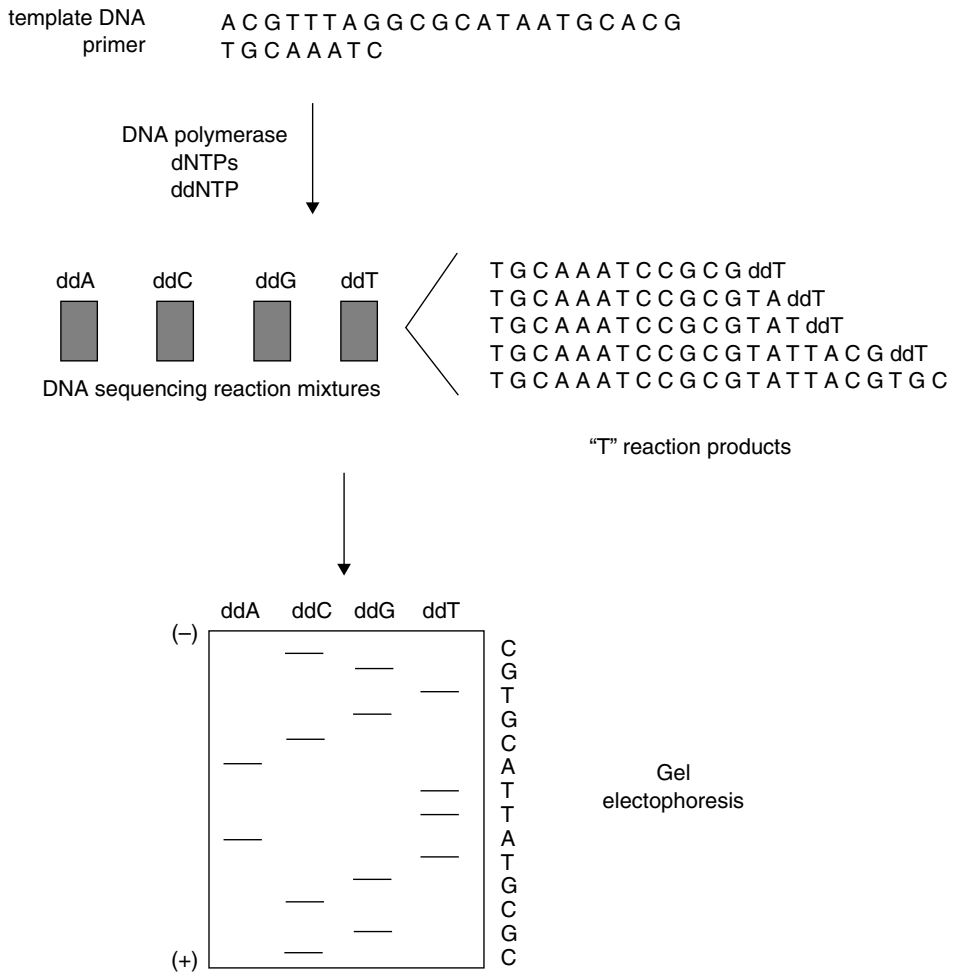 template DNA
A C G T T T A G G C G C A T A A T G C A C G
primer
T G C A A A T C
DNA polymerase
dNTPs
ddNTP
ddA ddC ddG ddT
T G C A A A T C C G C G ddT
T G C A A A T C C G C G T A ddT
T G C A A A T C C G C G T A T ddT
T G C A A A T C C G C G T A T T A C G ddT
T G C A A A T C C G C G T A T T A C G T G C
DNA sequencing reaction mixtures
“T” reaction products
ddA ddC ddG ddT
(–)
C
G
T
G
C
A
T
T
A
T
G
C
G
C
(+)
Gel
electophoresis